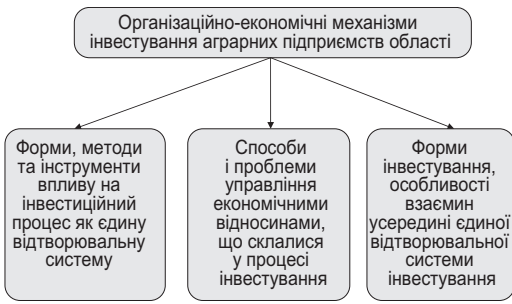 Організаційно-економічні механізми
інвестування аграрних підприємств області
Форми, методи
та інструменти
впливу на
інвестиційний
процес як єдину
відтворювальну
систему
Способи
і проблеми
управління
економічними
відносинами,
що склалися
у процесі
інвестування
Форми
інвестування,
особливості
взаємин
усередині єдиної
відтворювальної
системи
інвестування